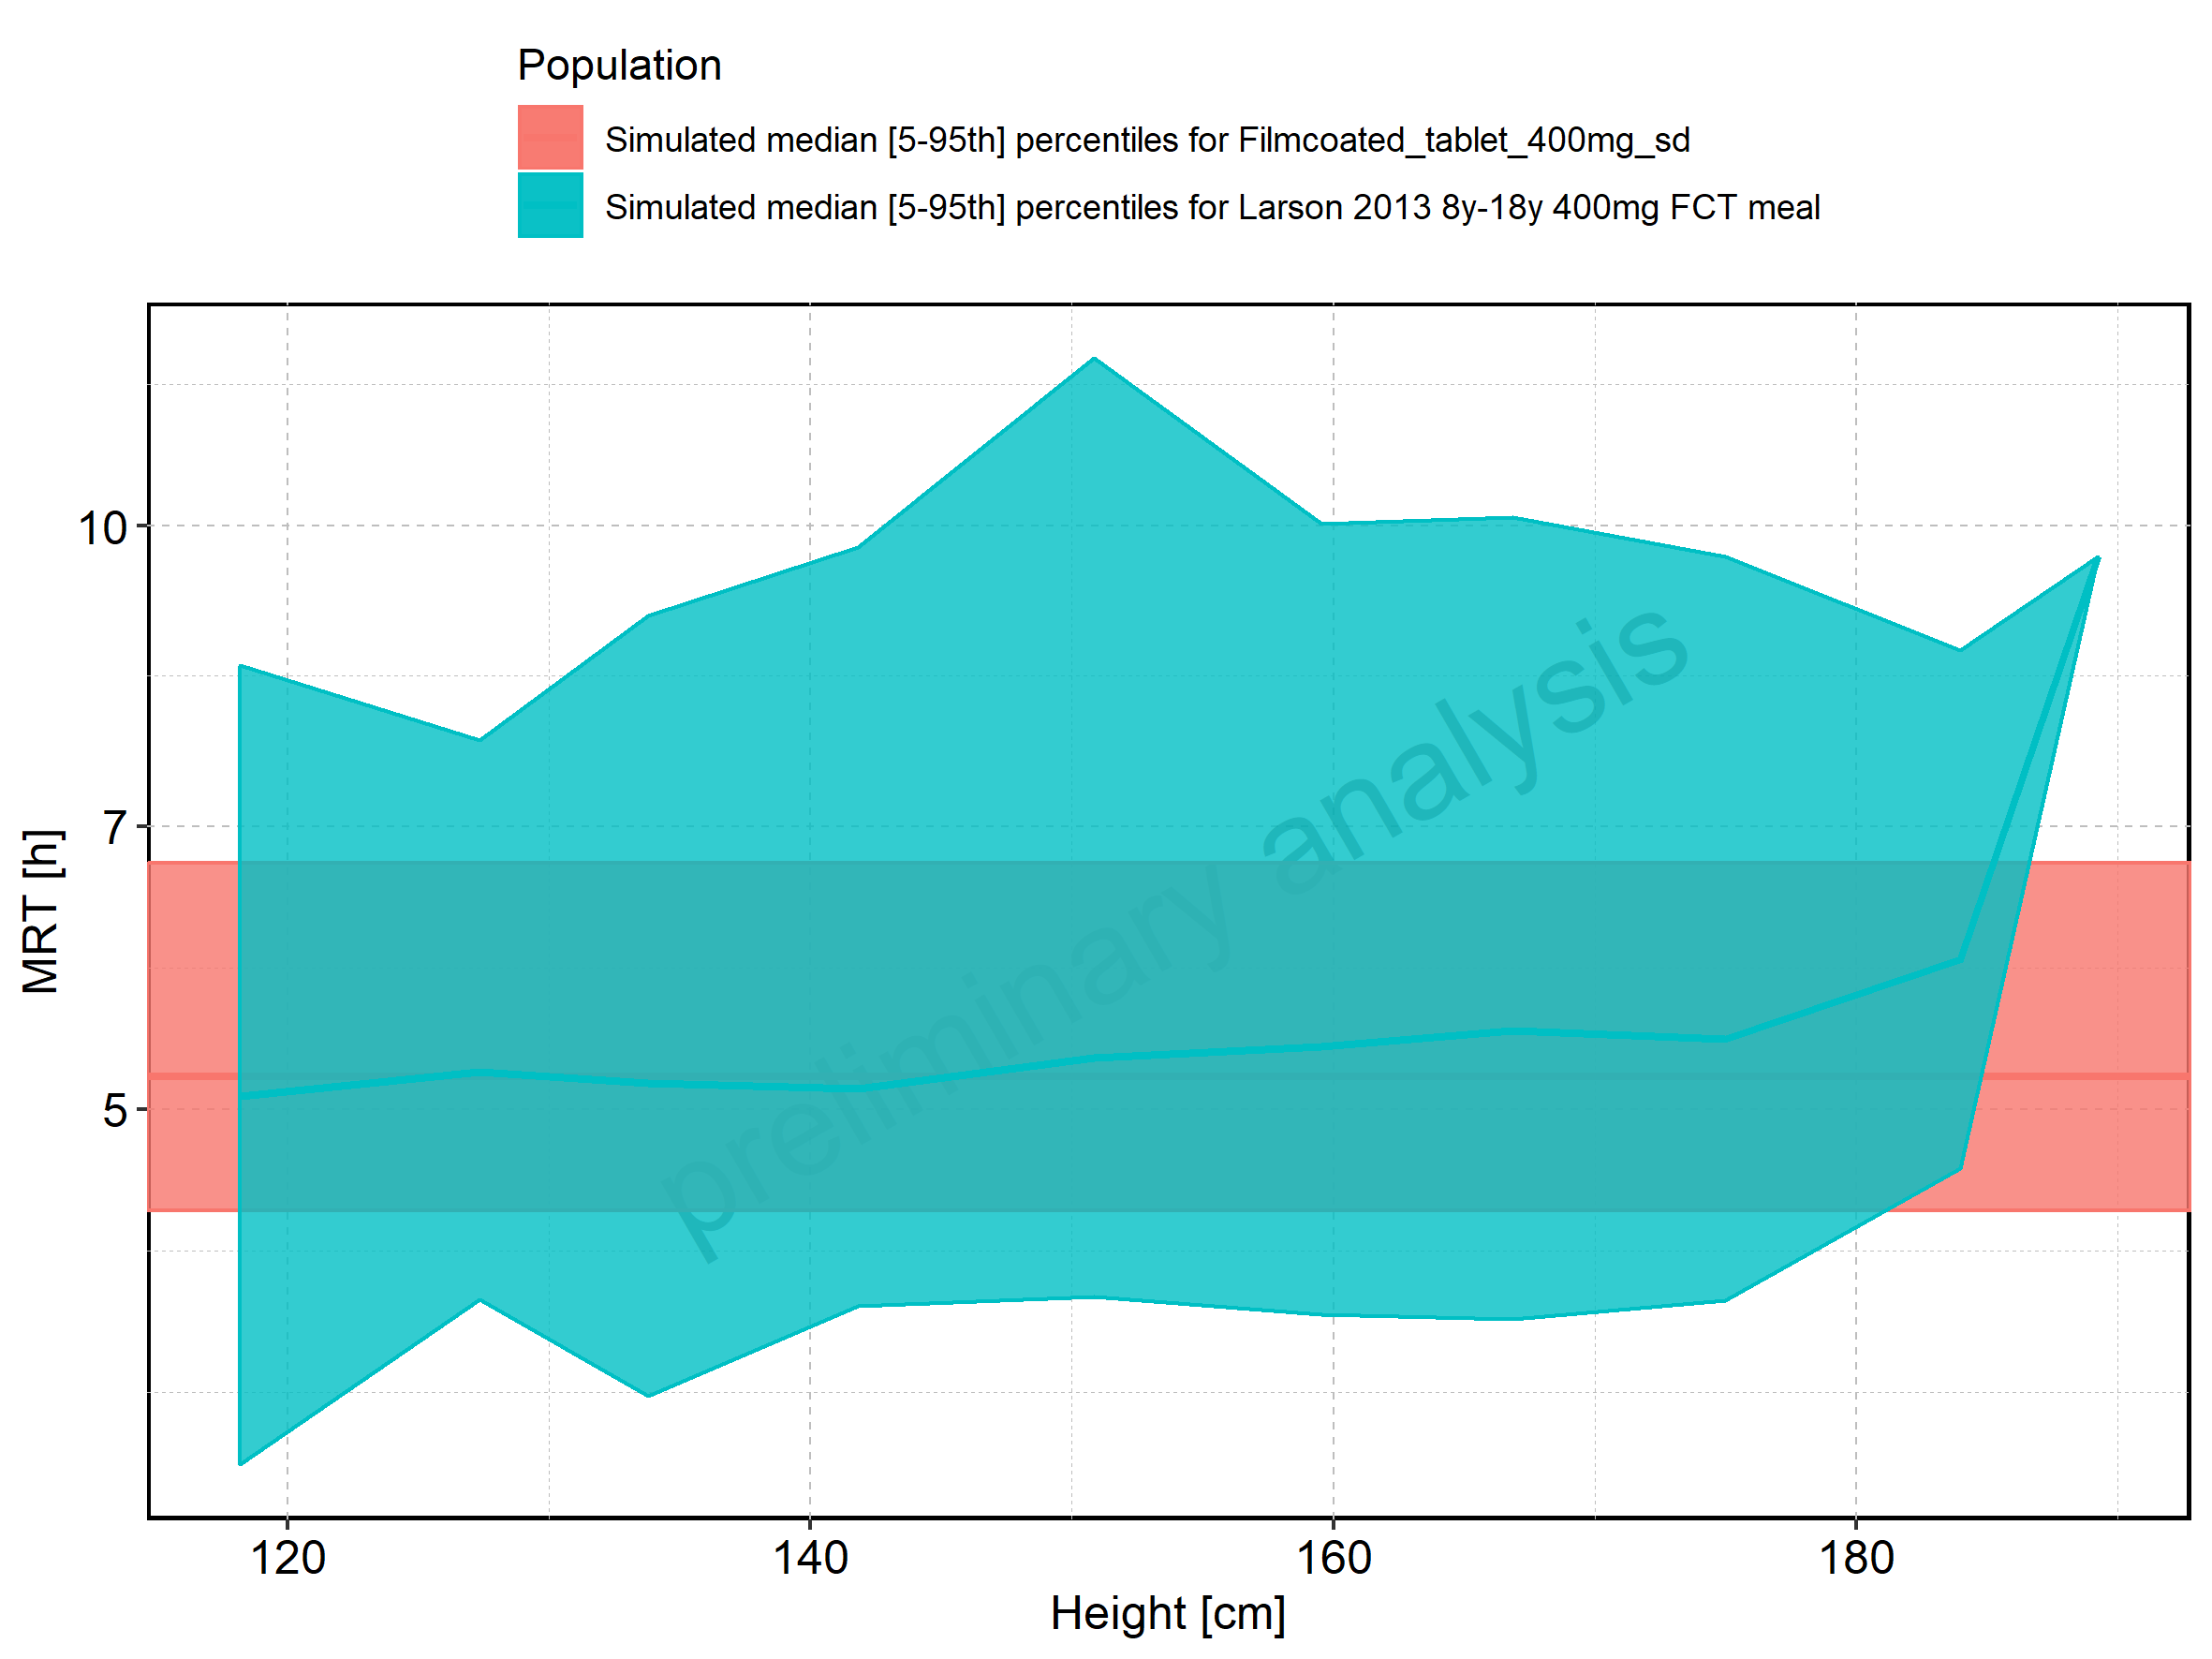 Population
Simulated median [5-95th] percentiles for Filmcoated_tablet_400mg_sd
Simulated median [5-95th] percentiles for Larson 2013 8y-18y 400mg FCT meal
10
7
5
MRT [h]
preliminary analysis
120 140 160 180
Height [cm]